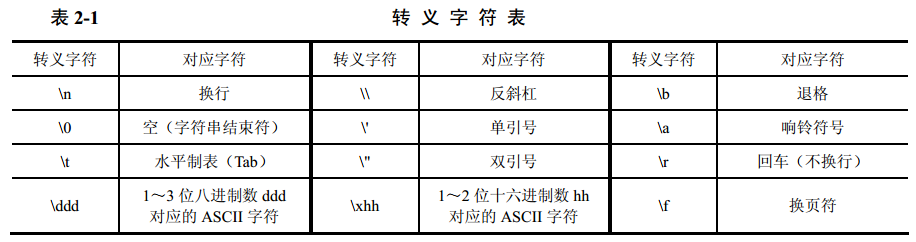 表 2-1 转 义 字 符 表
转义字符 对应字符 转义字符 对应字符 转义字符 对应字符
\n 换行 \\ 反斜杠 \b 退格
\0 空（字符串结束符） \' 单引号 \a 响铃符号
\t 水平制表（Tab） \" 双引号 \r 回车（不换行）
\ddd 1～3 位八进制数 ddd
对应的 ASCII 字符 \xhh 1～2 位十六进制数 hh
对应的 ASCII 字符 \f 换页符